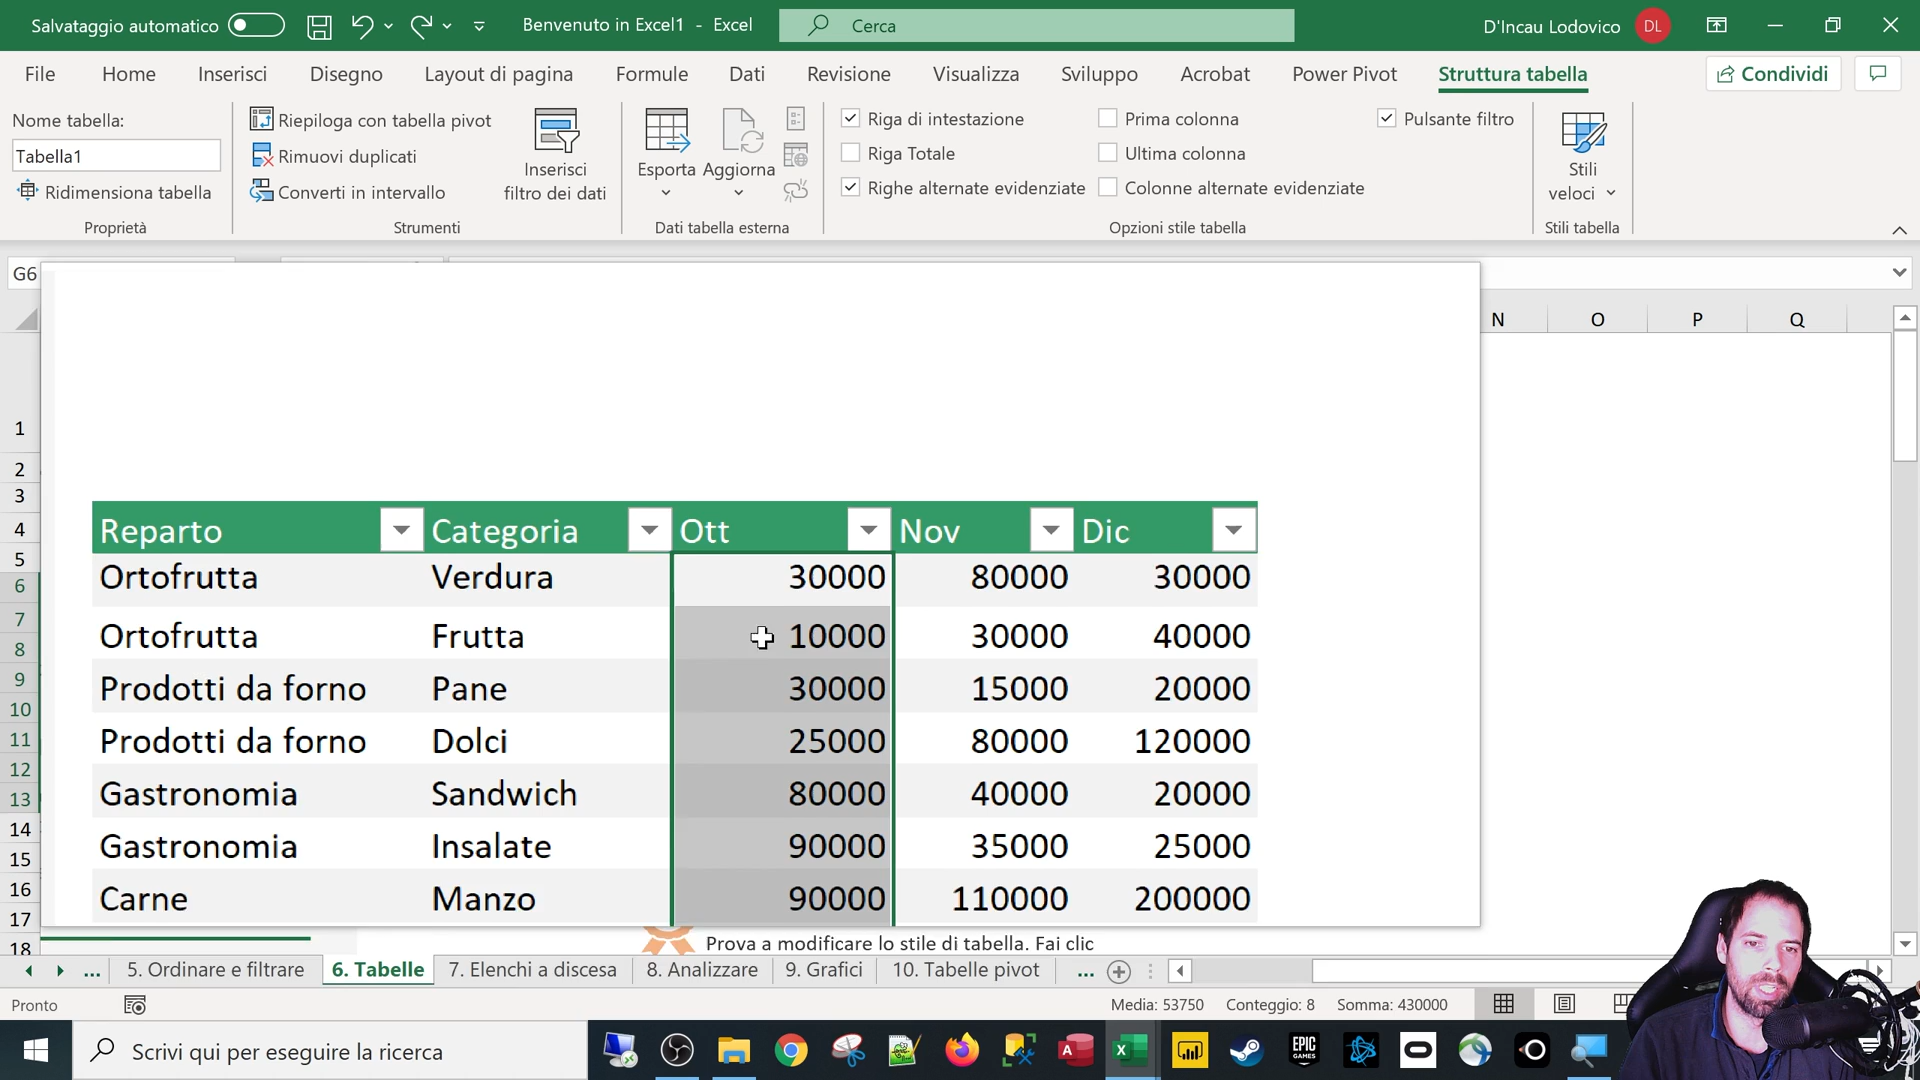 Salvataggio automatico
Benvenuto in Excel1 - Excel
Cerca
D'Incau Lodovico DL
File Home Inserisci Disegno Layout di pagina Formule Dati Revisione Visualizza Sviluppo Acrobat Power Pivot Struttura tabella Condividi
Nome tabella:
Tabella1
Ridimensiona tabella
Proprietà
Riepiloga con tabella pivot
Rimuovi duplicati
Converti in intervallo
Inserisci
filtro dei dati
Strumenti
Esporta Aggiorna
Dati tabella esterna
Riga di intestazione
Riga Totale
Righe alternate evidenziate
Prima colonna
Ultima colonna
Colonne alternate evidenziate
Pulsante filtro
Opzioni stile tabella
Stili
veloci
Stili tabella
G6
N O P Q
1
2
3
4
5
6
7
8
9
10
11
12
13
14
15
16
17
18
Reparto Categoria Ott Nov Dic
Ortofrutta Verdura 30000 80000 30000
Ortofrutta Frutta 10000 30000 40000
Prodotti da forno Pane 30000 15000 20000
Prodotti da forno Dolci 25000 80000 120000
Gastronomia Sandwich 80000 40000 20000
Gastronomia Insalate 90000 35000 25000
Carne Manzo 90000 110000 200000
Prova a modificare lo stile di tabella. Fai clic
... 5. Ordinare e filtrare 6. Tabelle 7. Elenchi a discesa 8. Analizzare 9. Grafici 10. Tabelle pivot ...
Pronto
Media: 53750 Conteggio: 8 Somma: 430000
Scrivi qui per eseguire la ricerca
EPIC
GAMES